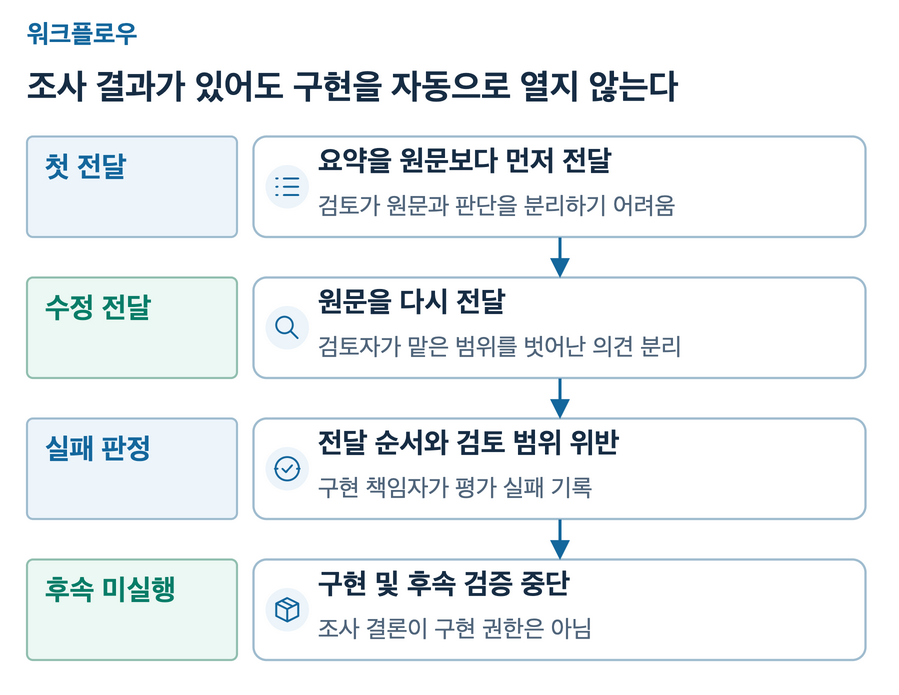 워크플로우
조사 결과가 있어도 구현을 자동으로 열지 않는다
첫 전달
요약을 원문보다 먼저 전달
검토가 원문과 판단을 분리하기 어려움
수정 전달
원문을 다시 전달
검토자가 맡은 범위를 벗어난 의견 분리
실패 판정
전달 순서와 검토 범위 위반
구현 책임자가 평가 실패 기록
후속 미실행
구현 및 후속 검증 중단
조사 결론이 구현 권한은 아님